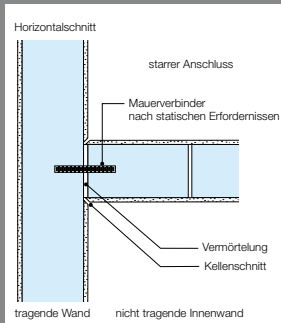 Horizontalschnitt
starrer Anschluss
Mauerverbinder
nach statischen Erfordernissen
Vermörtelung
Kellenschnitt
tragende Wand
nicht tragende Innenwand